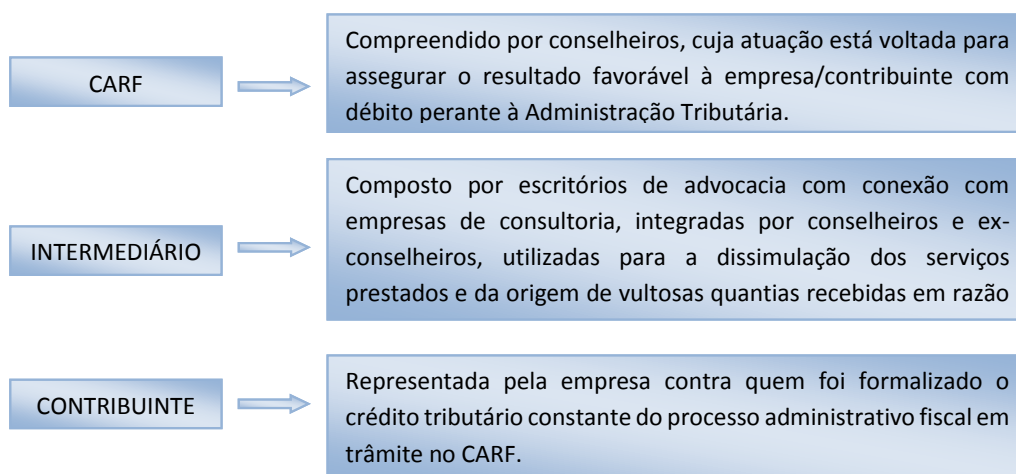 CARF
Compreendido por conselheiros, cuja atuação está voltada para
assegurar o resultado favorável à empresa/contribuinte com
débito perante à Administração Tributária.
INTERMEDIÁRIO
Composto por escritórios de advocacia com conexão com
empresas de consultoria, integradas por conselheiros e ex-
conselheiros, utilizadas para a dissimulação dos serviços
prestados e da origem de vultosas quantias recebidas em razão
CONTRIBUINTE
Representada pela empresa contra quem foi formalizado o
crédito tributário constante do processo administrativo fiscal em
trâmite no CARF.